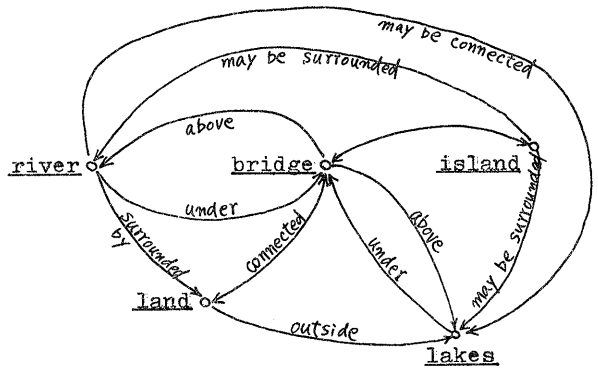 may be connected
may be surrounded
above
river
bridge
island
under
surrounded
by
connected
under
above
may be surrounded
land
outside
lakes